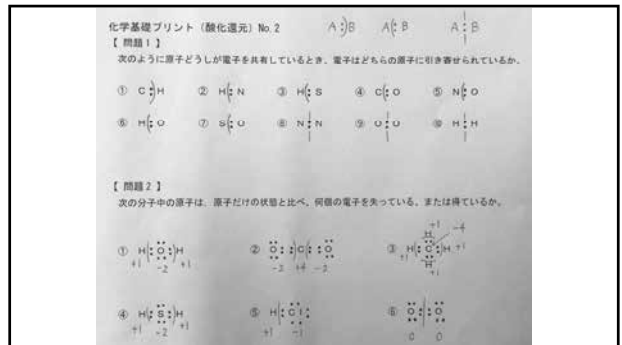 化学基礎プリント（酸化還元）No.2 A:)B A(:B A:B
【問題1】
次のように原子どうしが電子を共有しているとき、電子はどちらの原子に引き寄せられているか。
① C:)H ② H(:N ③ H(:S ④ C(:O ⑤ N(:O
⑥ H(:O ⑦ S(:O ⑧ N:N ⑨ O:O ⑩ H:H
【問題2】
次の分子中の原子は、原子だけの状態と比べ、何個の電子を失っている、または得ているか。
+1 H -4
① H(:O:)H ② O::)C(::O ③ +1 H(:C:)H +1
+1 -2 +1 -2 +4 -2 H +1
④ H(:S:)H ⑤ H(:Cl: ⑥ O::O
+1 -2 +1 +1 -1 0 0